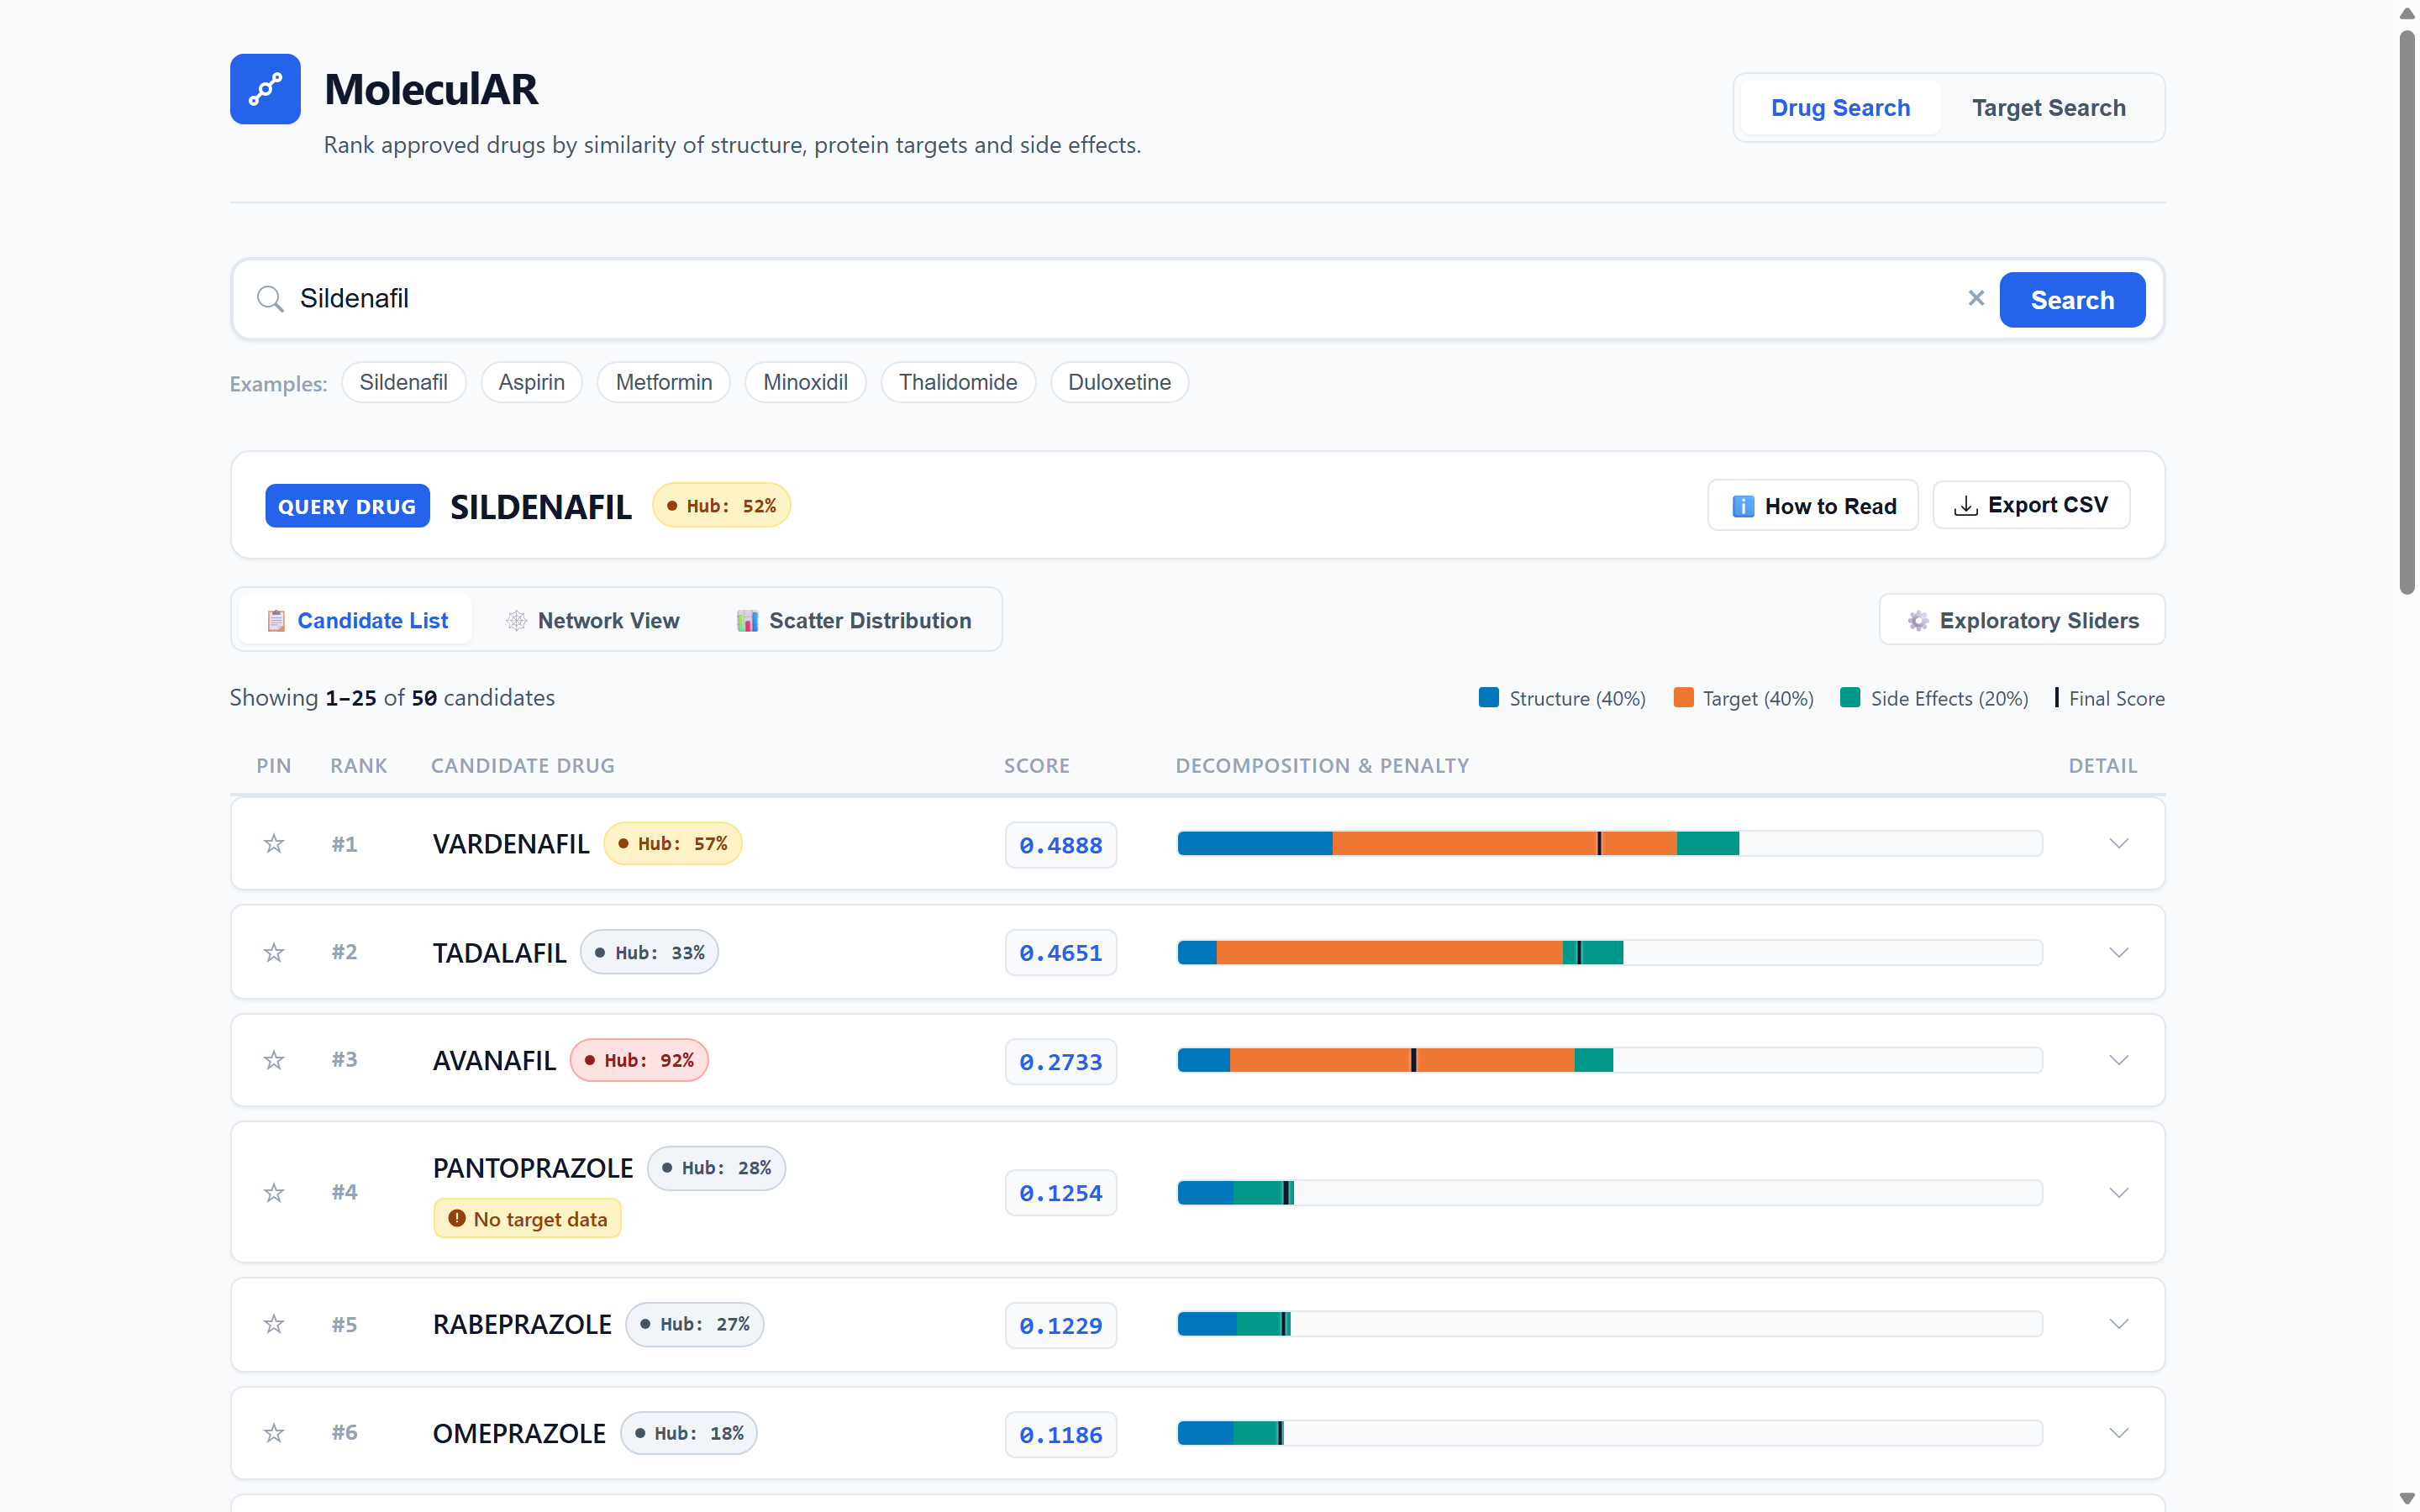 MoleculAR
Rank approved drugs by similarity of structure, protein targets and side effects.
Drug Search Target Search
Sildenafil
× Search
Examples: Sildenafil Aspirin Metformin Minoxidil Thalidomide Duloxetine
QUERY DRUG SILDENAFIL Hub: 52% How to Read Export CSV
Candidate List Network View Scatter Distribution Exploratory Sliders
Showing 1–25 of 50 candidates Structure (40%) Target (40%) Side Effects (20%) Final Score
PIN RANK CANDIDATE DRUG SCORE DECOMPOSITION & PENALTY DETAIL
#1 VARDENAFIL Hub: 57% 0.4888
#2 TADALAFIL Hub: 33% 0.4651
#3 AVANAFIL Hub: 92% 0.2733
#4 PANTOPRAZOLE Hub: 28% 0.1254
No target data
#5 RABEPRAZOLE Hub: 27% 0.1229
#6 OMEPRAZOLE Hub: 18% 0.1186